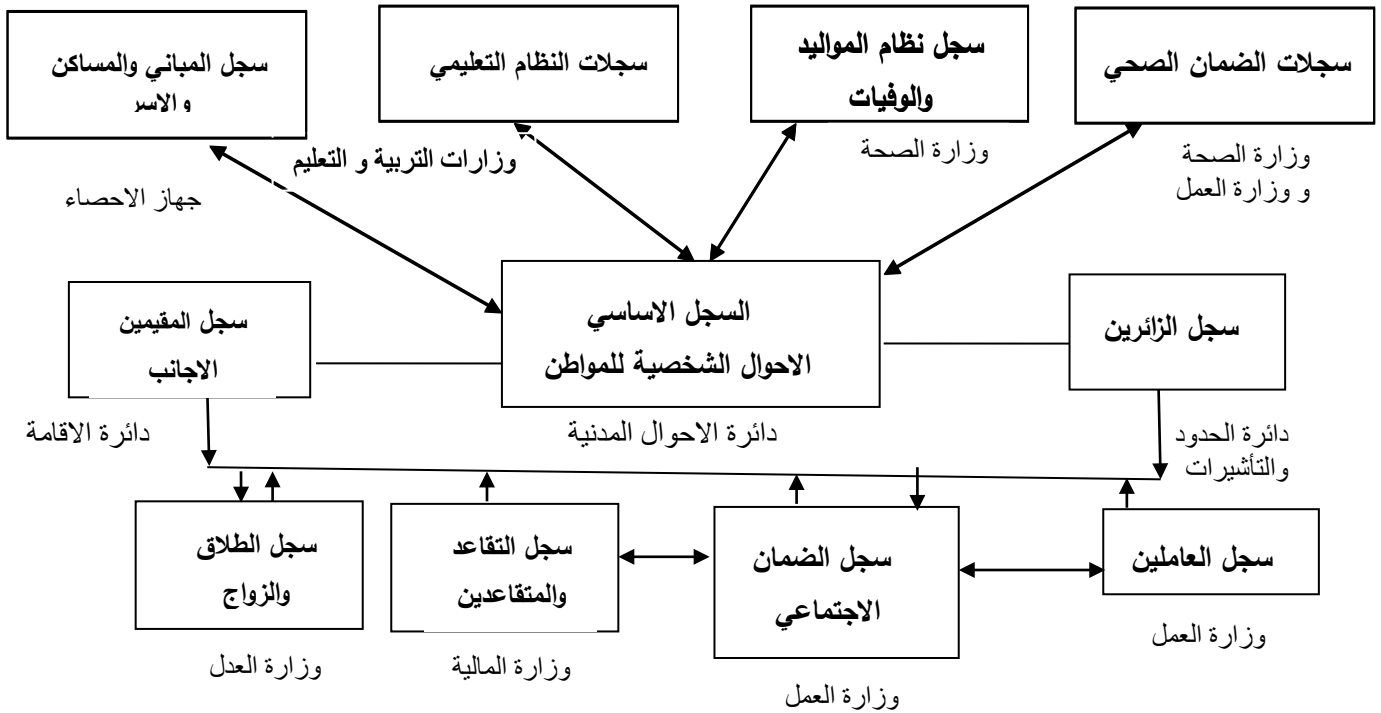 سجلات الضمان الصحي
وزارة الصحة
و وزارة العمل
سجل نظام المواليد
والوفيات
وزارة الصحة
سجلات النظام التعليمي
وزارات التربية و التعليم
سجل المباني والمساكن
و الاسر
جهاز الاحصاء
سجل الزائرين
دائرة الحدود
والتأشيرات
السجل الاساسي
الاحوال الشخصية للمواطن
دائرة الاحوال المدنية
سجل المقيمين
الاجانب
دائرة الاقامة
سجل العاملين
وزارة العمل
سجل الضمان
الاجتماعي
وزارة العمل
سجل التقاعد
والمتقاعدين
وزارة المالية
سجل الطلاق
والزواج
وزارة العدل